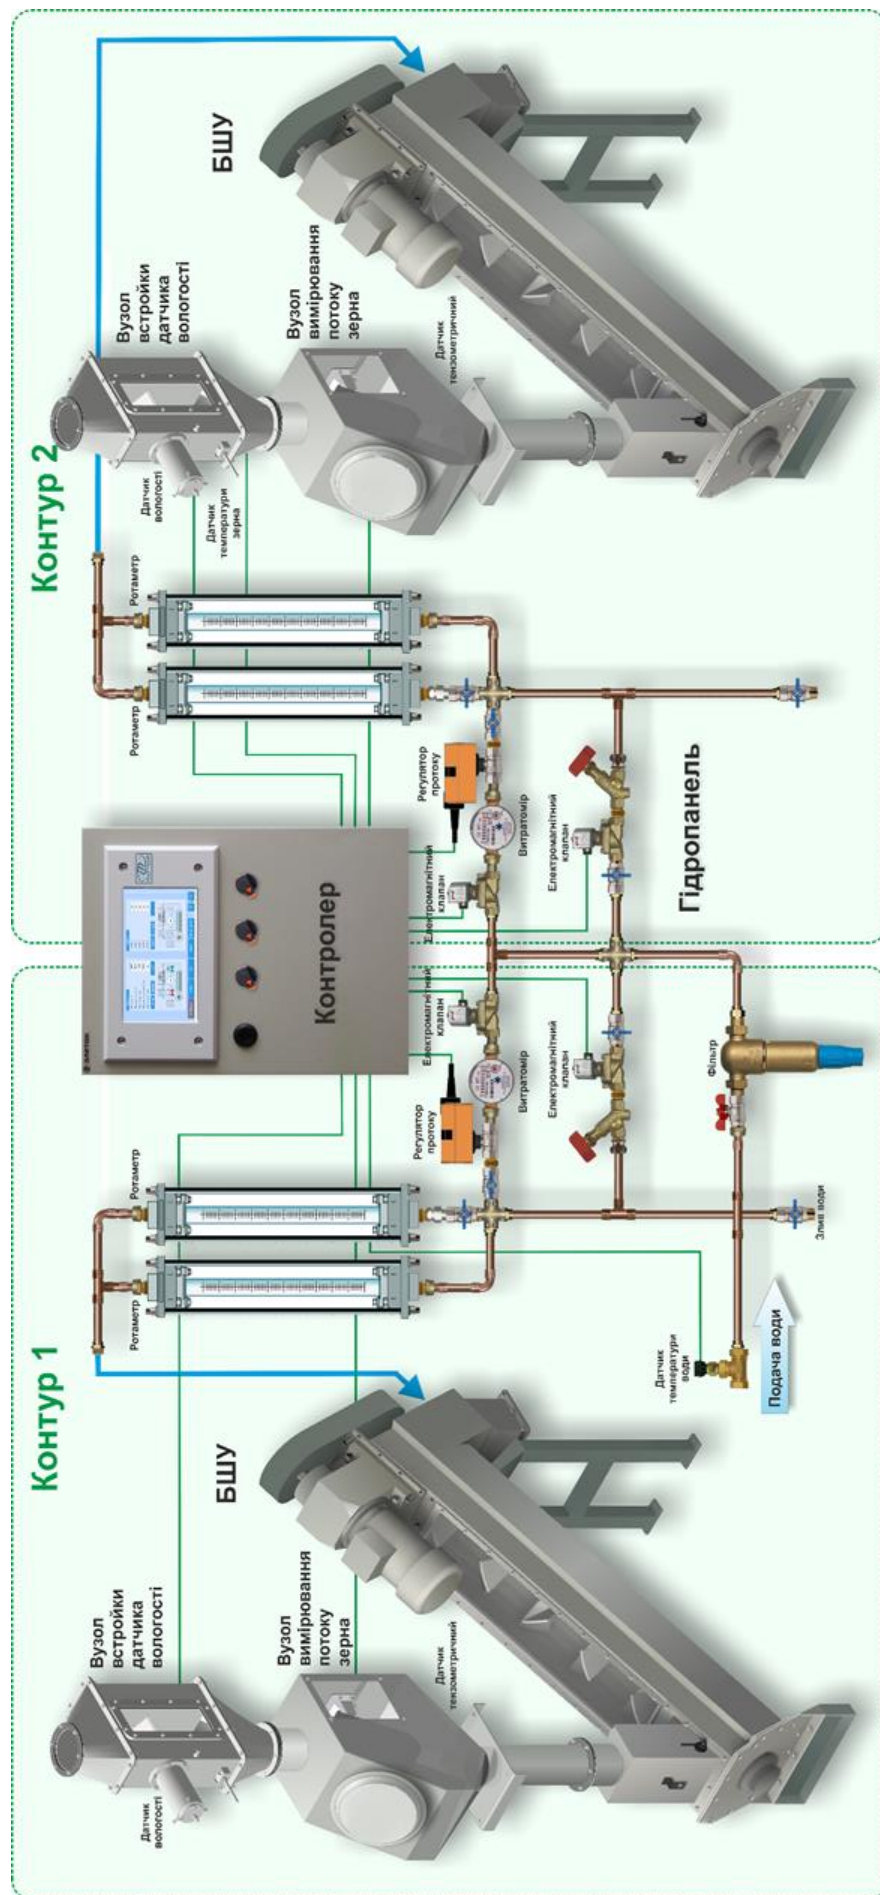 Контур 1
Контур 2
Вузол
встройки
датчика
вологості
Датчик
вологості
БШУ
Вузол
вимірювання
потоку
зерна
Датчик
тензометричний
Ротаметр
Ротаметр
Контролер
Регулятор
протоку
Витратомір
Електромагнітний
клапан
Електромагнітний
клапан
Датчик
температури
води
Подача води
Злив води
Фільтр
Гідропанель
Електромагнітний
клапан
Витратомір
Регулятор
протоку
Електромагнітний
клапан
Ротаметр
Ротаметр
Вузол
встройки
датчика
вологості
Датчик
вологості
Датчик
температури
зерна
БШУ
Вузол
вимірювання
потоку
зерна
Датчик
тензометричний